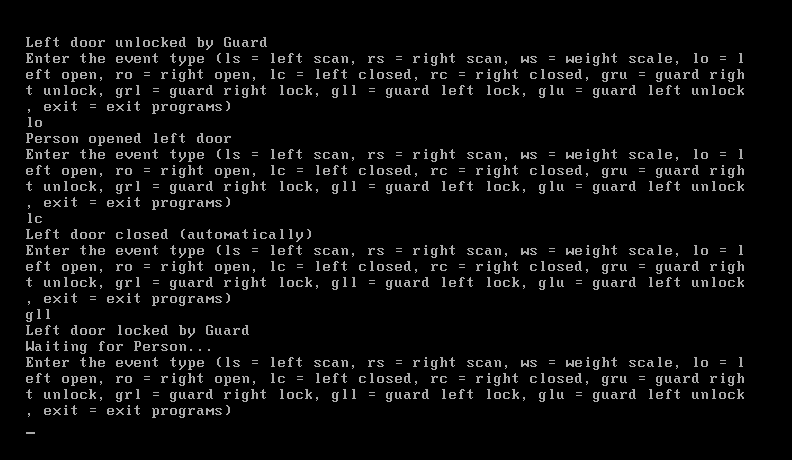 Left door unlocked by Guard
Enter the event type (ls = left scan, rs = right scan, ws = weight scale, lo = l
eft open, ro = right open, lc = left closed, rc = right closed, gru = guard righ
t unlock, grl = guard right lock, gll = guard left lock, glu = guard left unlock
, exit = exit programs)
lo
Person opened left door
Enter the event type (ls = left scan, rs = right scan, ws = weight scale, lo = l
eft open, ro = right open, lc = left closed, rc = right closed, gru = guard righ
t unlock, grl = guard right lock, gll = guard left lock, glu = guard left unlock
, exit = exit programs)
lc
Left door closed (automatically)
Enter the event type (ls = left scan, rs = right scan, ws = weight scale, lo = l
eft open, ro = right open, lc = left closed, rc = right closed, gru = guard righ
t unlock, grl = guard right lock, gll = guard left lock, glu = guard left unlock
, exit = exit programs)
gll
Left door locked by Guard
Waiting for Person...
Enter the event type (ls = left scan, rs = right scan, ws = weight scale, lo = l
eft open, ro = right open, lc = left closed, rc = right closed, gru = guard righ
t unlock, grl = guard right lock, gll = guard left lock, glu = guard left unlock
, exit = exit programs)
_